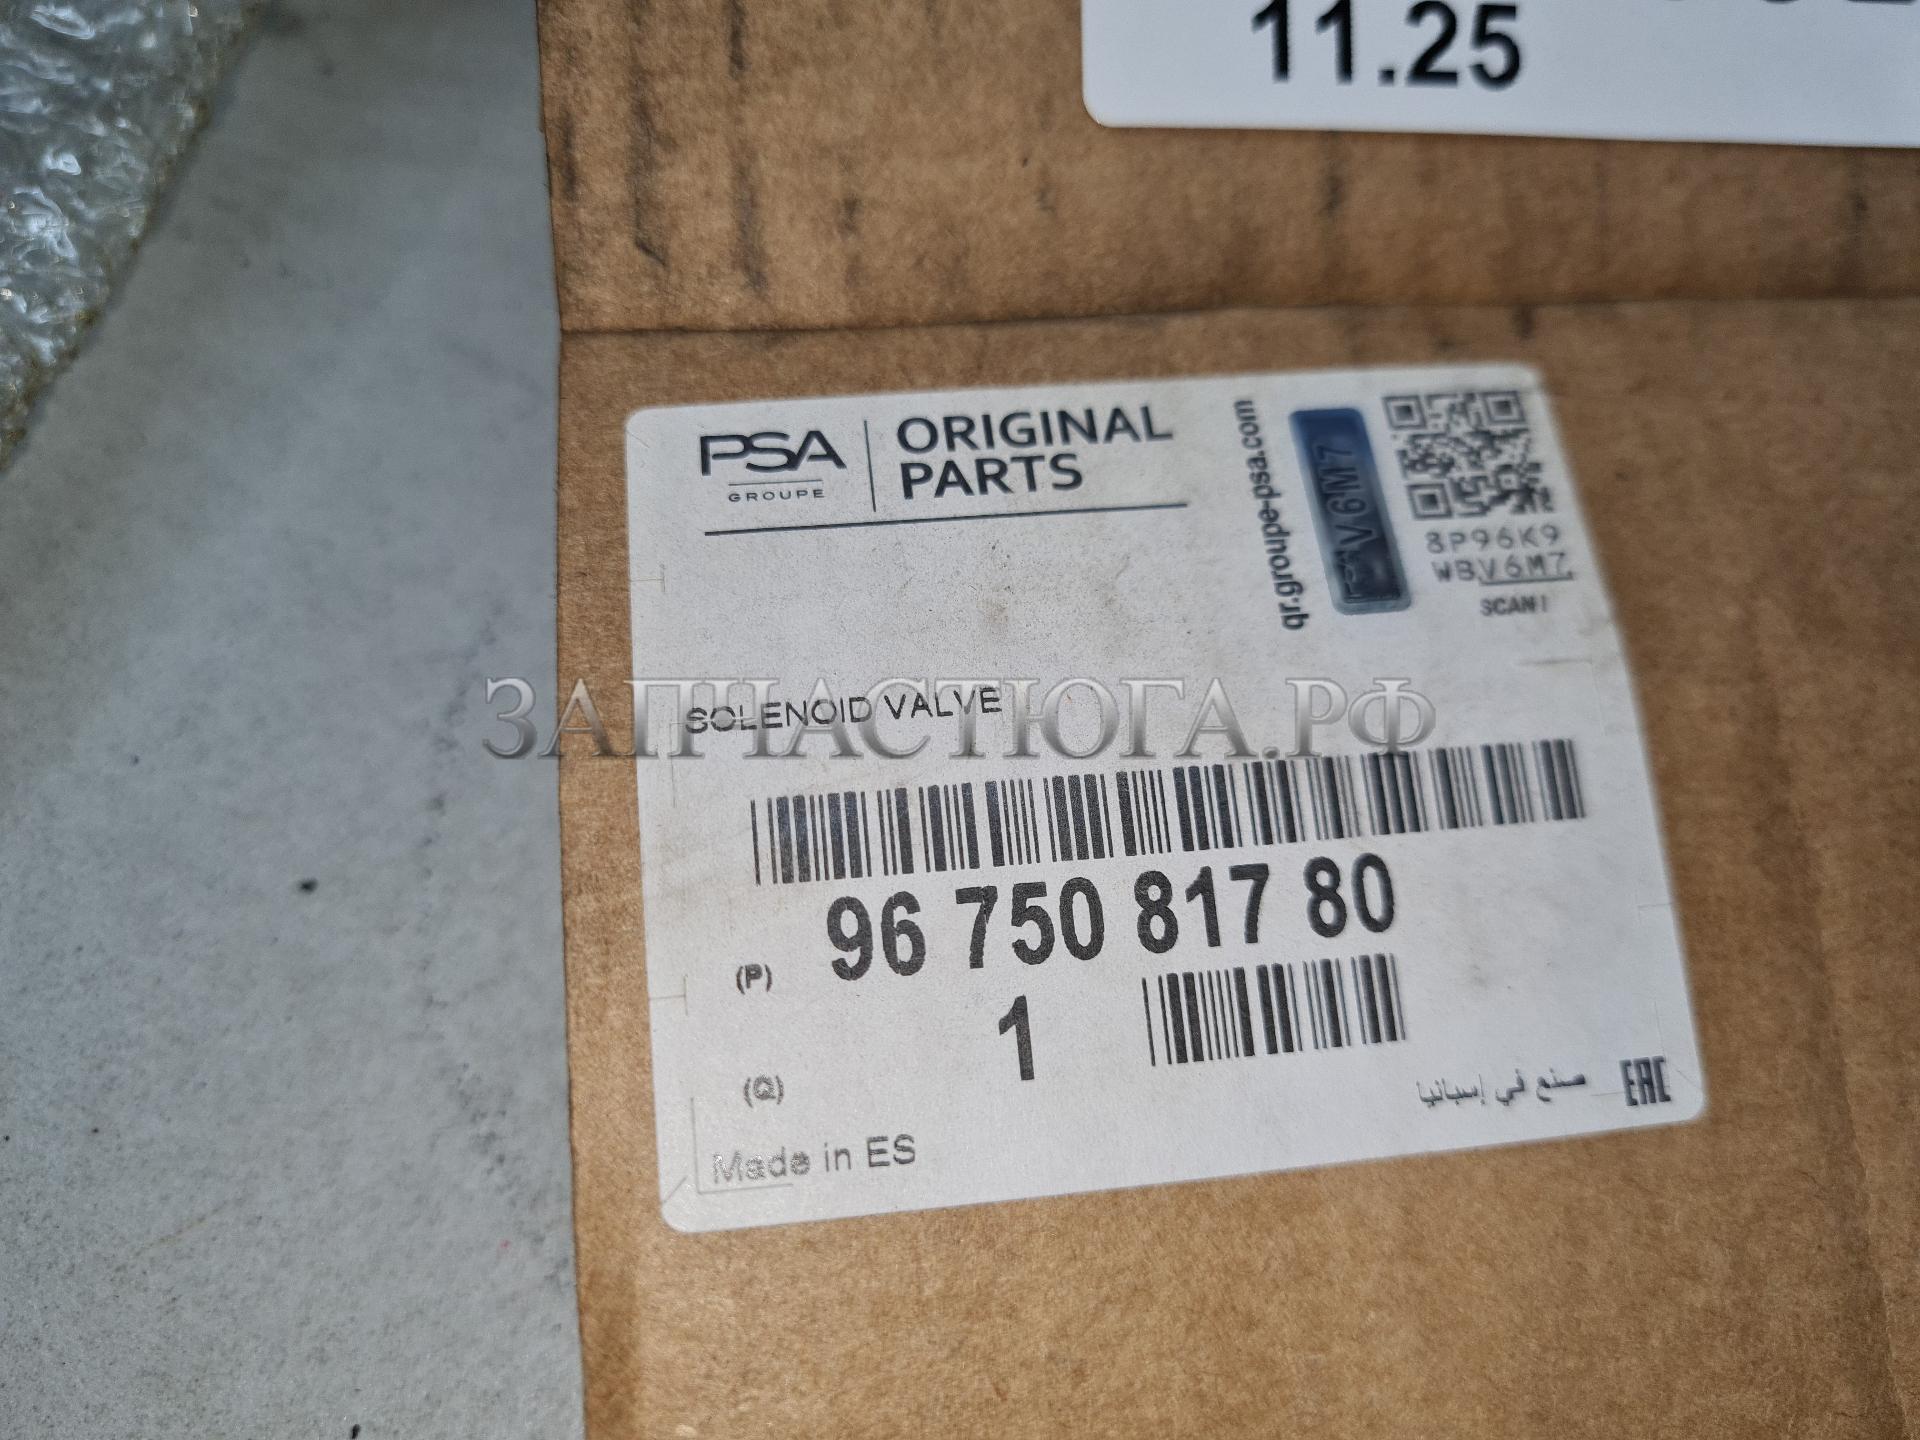 11.25
PSA
GROUPE
ORIGINAL
PARTS
qr.groupe-psa.com
V6M7
8P96K9
WBV6M7
SCAN!
SOLENOID VALVE
ЗАПЧАСТЮГА.РФ
(P) 96 750 817 80
(Q) 1
Made in ES
صنع في إسبانيا
EAC